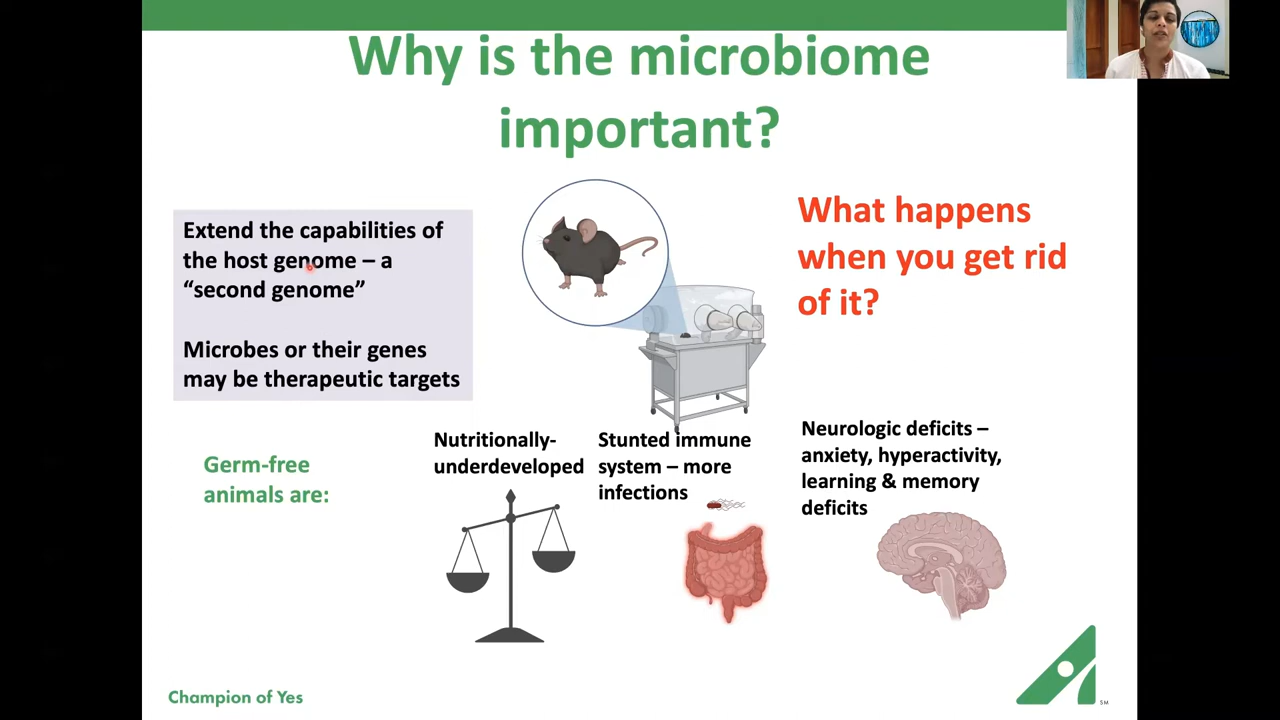 Why is the microbiome
important?
Extend the capabilities of
the host genome – a
“second genome”
Microbes or their genes
may be therapeutic targets
What happens
when you get rid
of it?
Germ-free
animals are:
Nutritionally-
underdeveloped
Stunted immune
system – more
infections
Neurologic deficits –
anxiety, hyperactivity,
learning & memory
deficits
Champion of Yes
SM